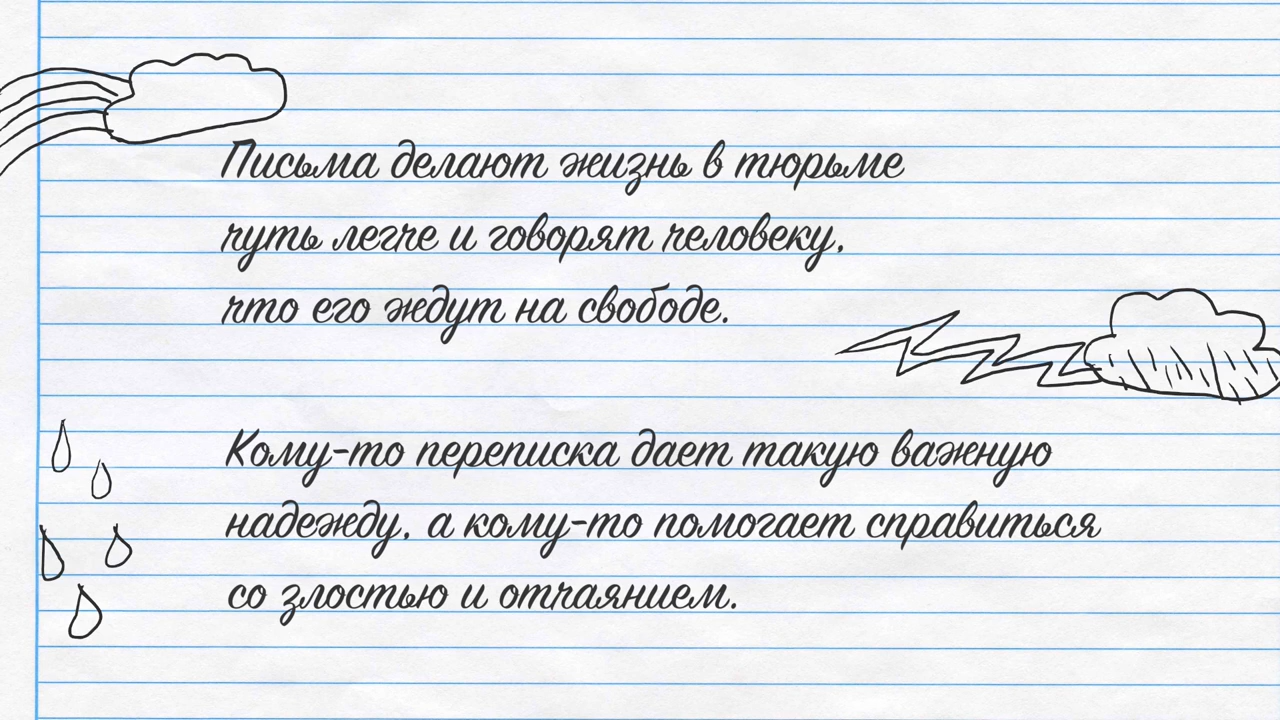 Письма делают жизнь в тюрьме
чуть легче и говорят человеку,
что его ждут на свободе.
Кому-то переписка дает такую важную
надежду, а кому-то помогает справиться
со злостью и отчаянием.